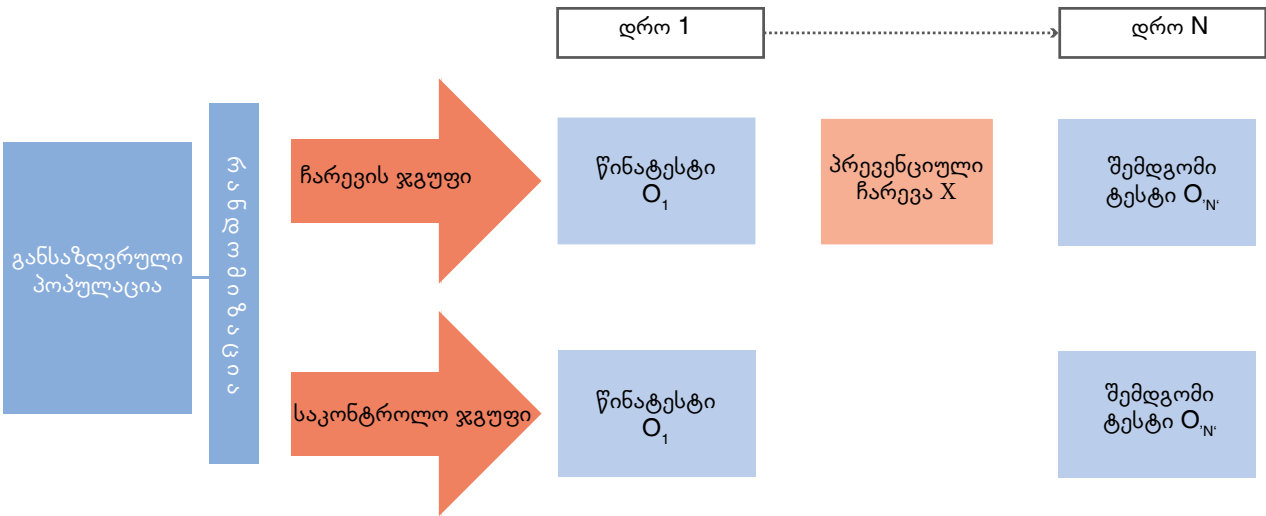 დრო 1
დრო N
განსაზღვრული
პოპულაცია
რანდომიზაცია
ჩარევის ჯგუფი
წინატესტი
O₁
პრევენციული
ჩარევა X
შემდგომი
ტესტი O'N'
საკონტროლო ჯგუფი
წინატესტი
O₁
შემდგომი
ტესტი O'N'